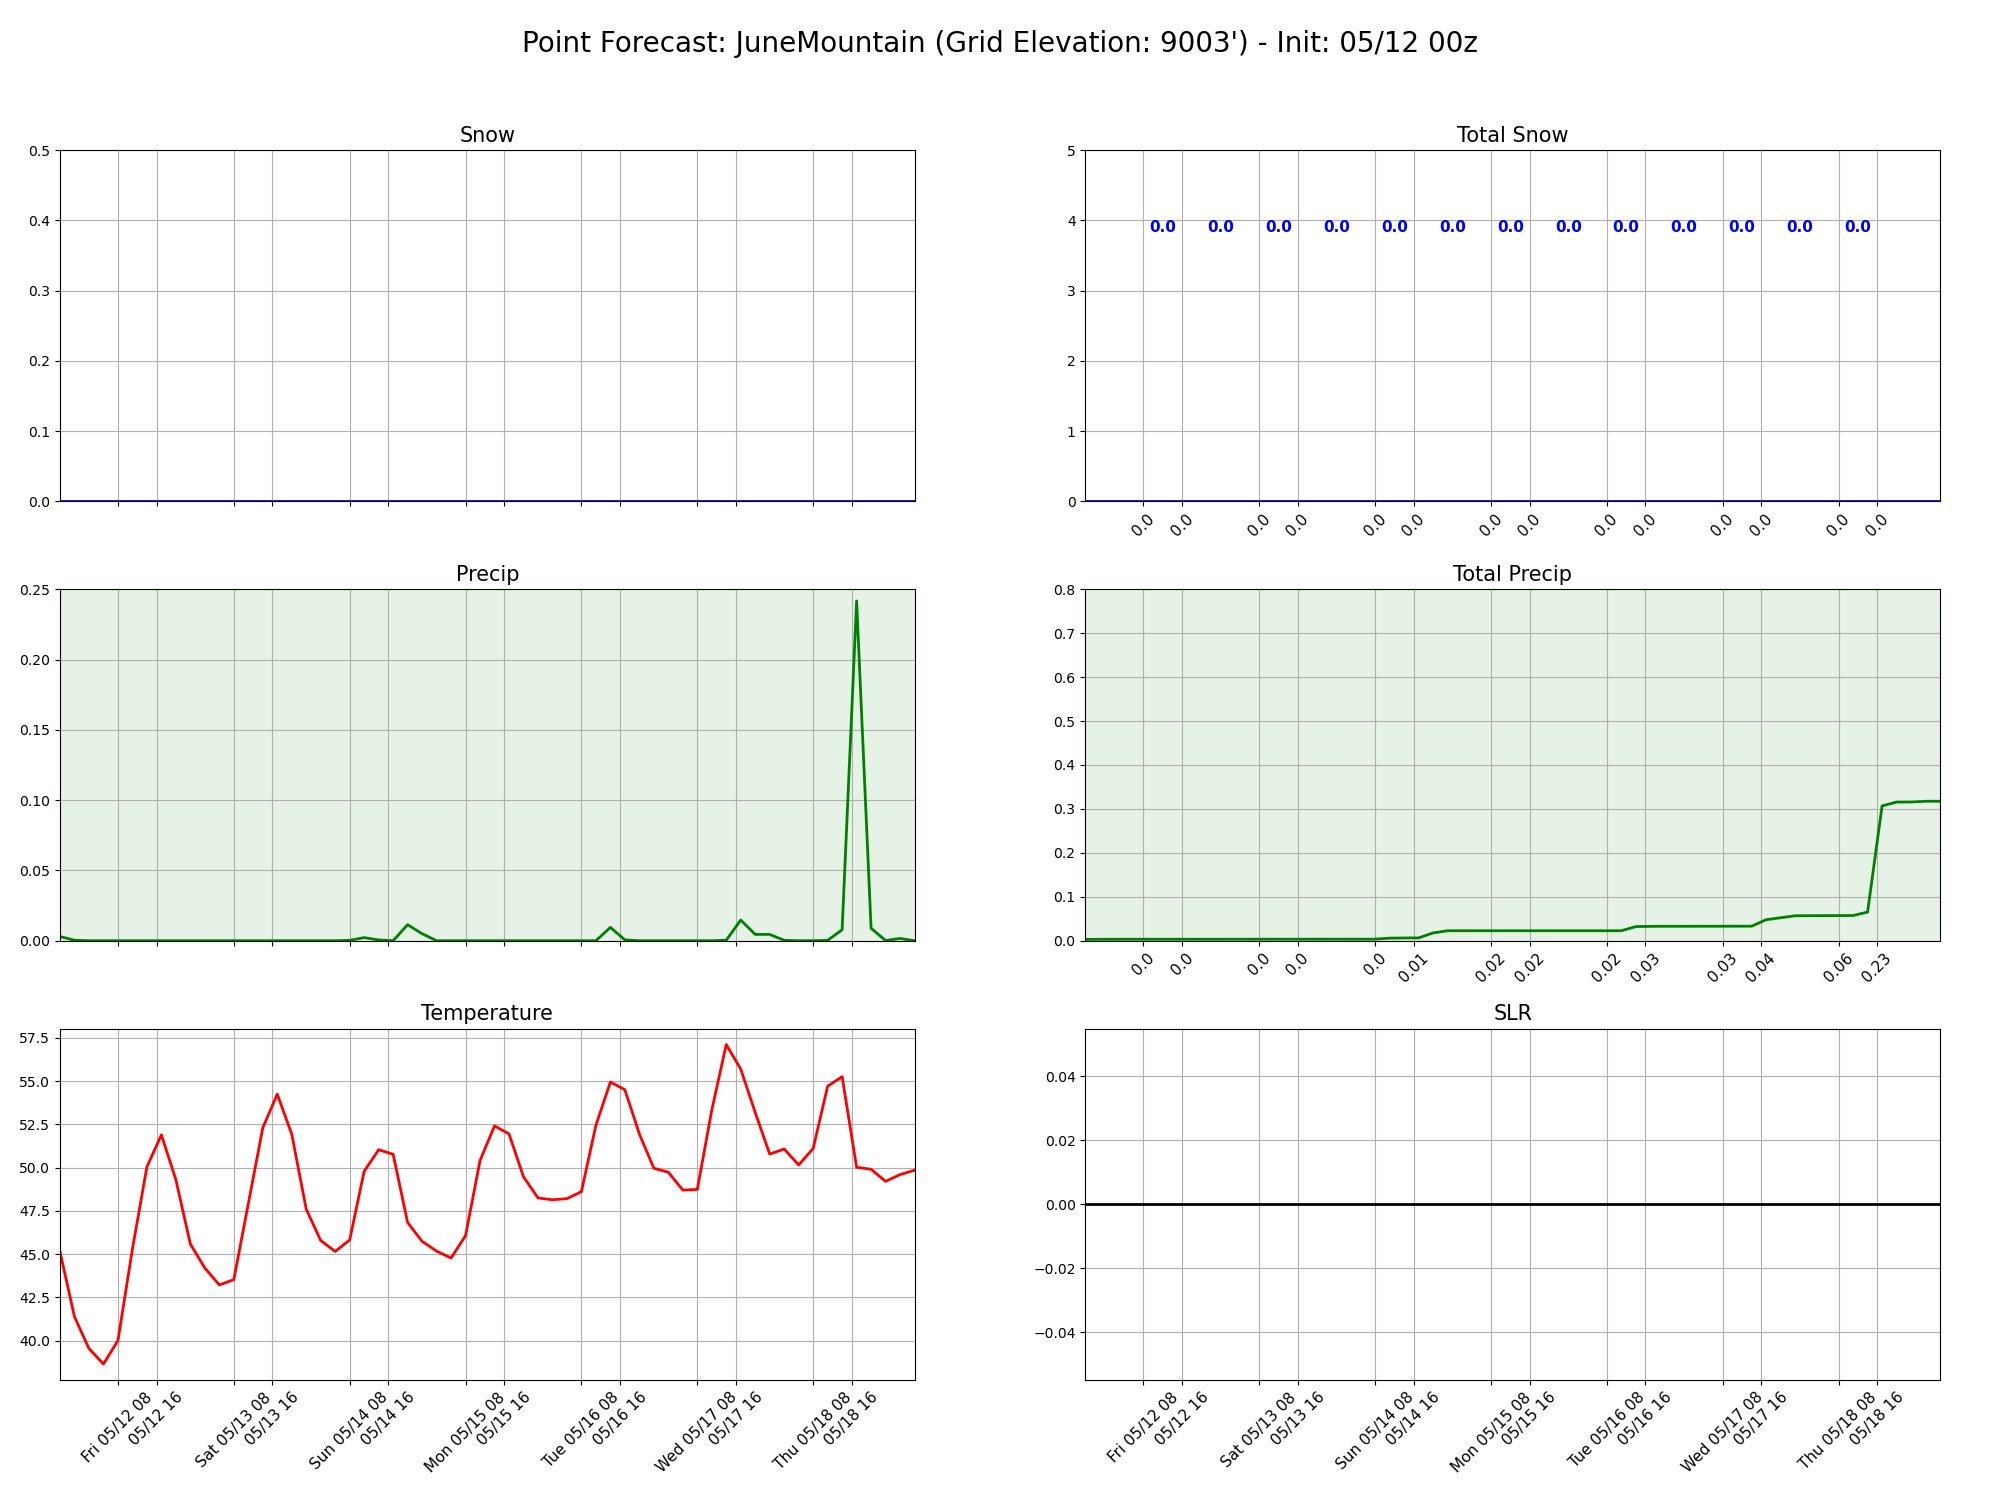 Point Forecast: JuneMountain (Grid Elevation: 9003') - Init: 05/12 00z
Snow
0.5
0.4
0.3
0.2
0.1
0.0
Total Snow
5
4
3
2
1
0
0.0 0.0 0.0 0.0 0.0 0.0 0.0 0.0 0.0 0.0 0.0 0.0 0.0
0.0 0.0 0.0 0.0 0.0 0.0 0.0 0.0 0.0 0.0 0.0 0.0 0.0 0.0
Precip
0.25
0.20
0.15
0.10
0.05
0.00
Total Precip
0.8
0.7
0.6
0.5
0.4
0.3
0.2
0.1
0.0
0.0 0.0 0.0 0.0 0.0 0.01 0.02 0.02 0.02 0.03 0.03 0.04 0.06 0.23
Temperature
57.5
55.0
52.5
50.0
47.5
45.0
42.5
40.0
Fri 05/12 08
05/12 16
Sat 05/13 08
05/13 16
Sun 05/14 08
05/14 16
Mon 05/15 08
05/15 16
Tue 05/16 08
05/16 16
Wed 05/17 08
05/17 16
Thu 05/18 08
05/18 16
SLR
0.04
0.02
0.00
−0.02
−0.04
Fri 05/12 08
05/12 16
Sat 05/13 08
05/13 16
Sun 05/14 08
05/14 16
Mon 05/15 08
05/15 16
Tue 05/16 08
05/16 16
Wed 05/17 08
05/17 16
Thu 05/18 08
05/18 16